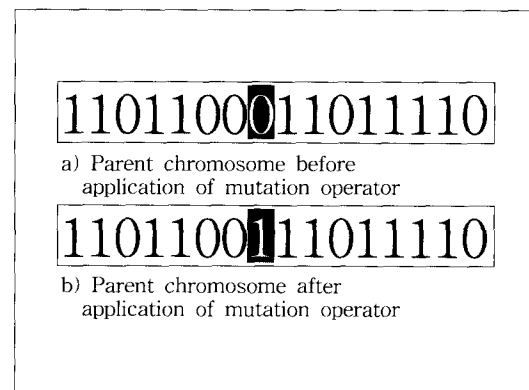 1101100011011110
a) Parent chromosome before
application of mutation operator
1101100111011110
b) Parent chromosome after
application of mutation operator